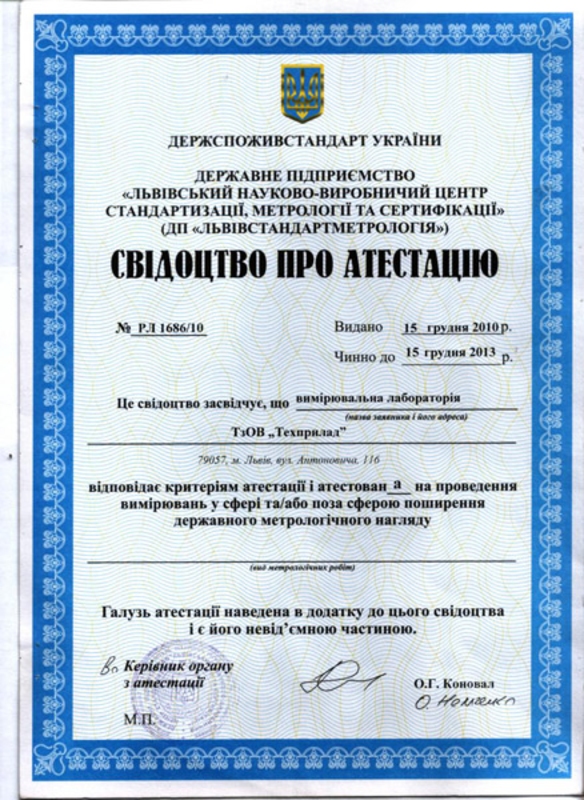 ДЕРЖСПОЖИВСТАНДАРТ УКРАЇНИ
ДЕРЖАВНЕ ПІДПРИЄМСТВО
«ЛЬВІВСЬКИЙ НАУКОВО-ВИРОБНИЧИЙ ЦЕНТР
СТАНДАРТИЗАЦІЇ, МЕТРОЛОГІЇ ТА СЕРТИФІКАЦІЇ»
(ДП «ЛЬВІВСТАНДАРТМЕТРОЛОГІЯ»)
СВІДОЦТВО ПРО АТЕСТАЦІЮ
№ РЛ 1686/10
Видано 15 грудня 2010 р.
Чинно до 15 грудня 2013 р.
Це свідоцтво засвідчує, що вимірювальна лабораторія
(назва заявника і його адреса)
ТзОВ „Техприлад”
79057, м. Львів, вул. Антоновича, 116
відповідає критеріям атестації і атестован а на проведення
вимірювань у сфері та/або поза сферою поширення
державного метрологічного нагляду
(вид метрологічних робіт)
Галузь атестації наведена в додатку до цього свідоцтва
і є його невід’ємною частиною.
Керівник органу
з атестації
О.Г. Коновал
М.П.